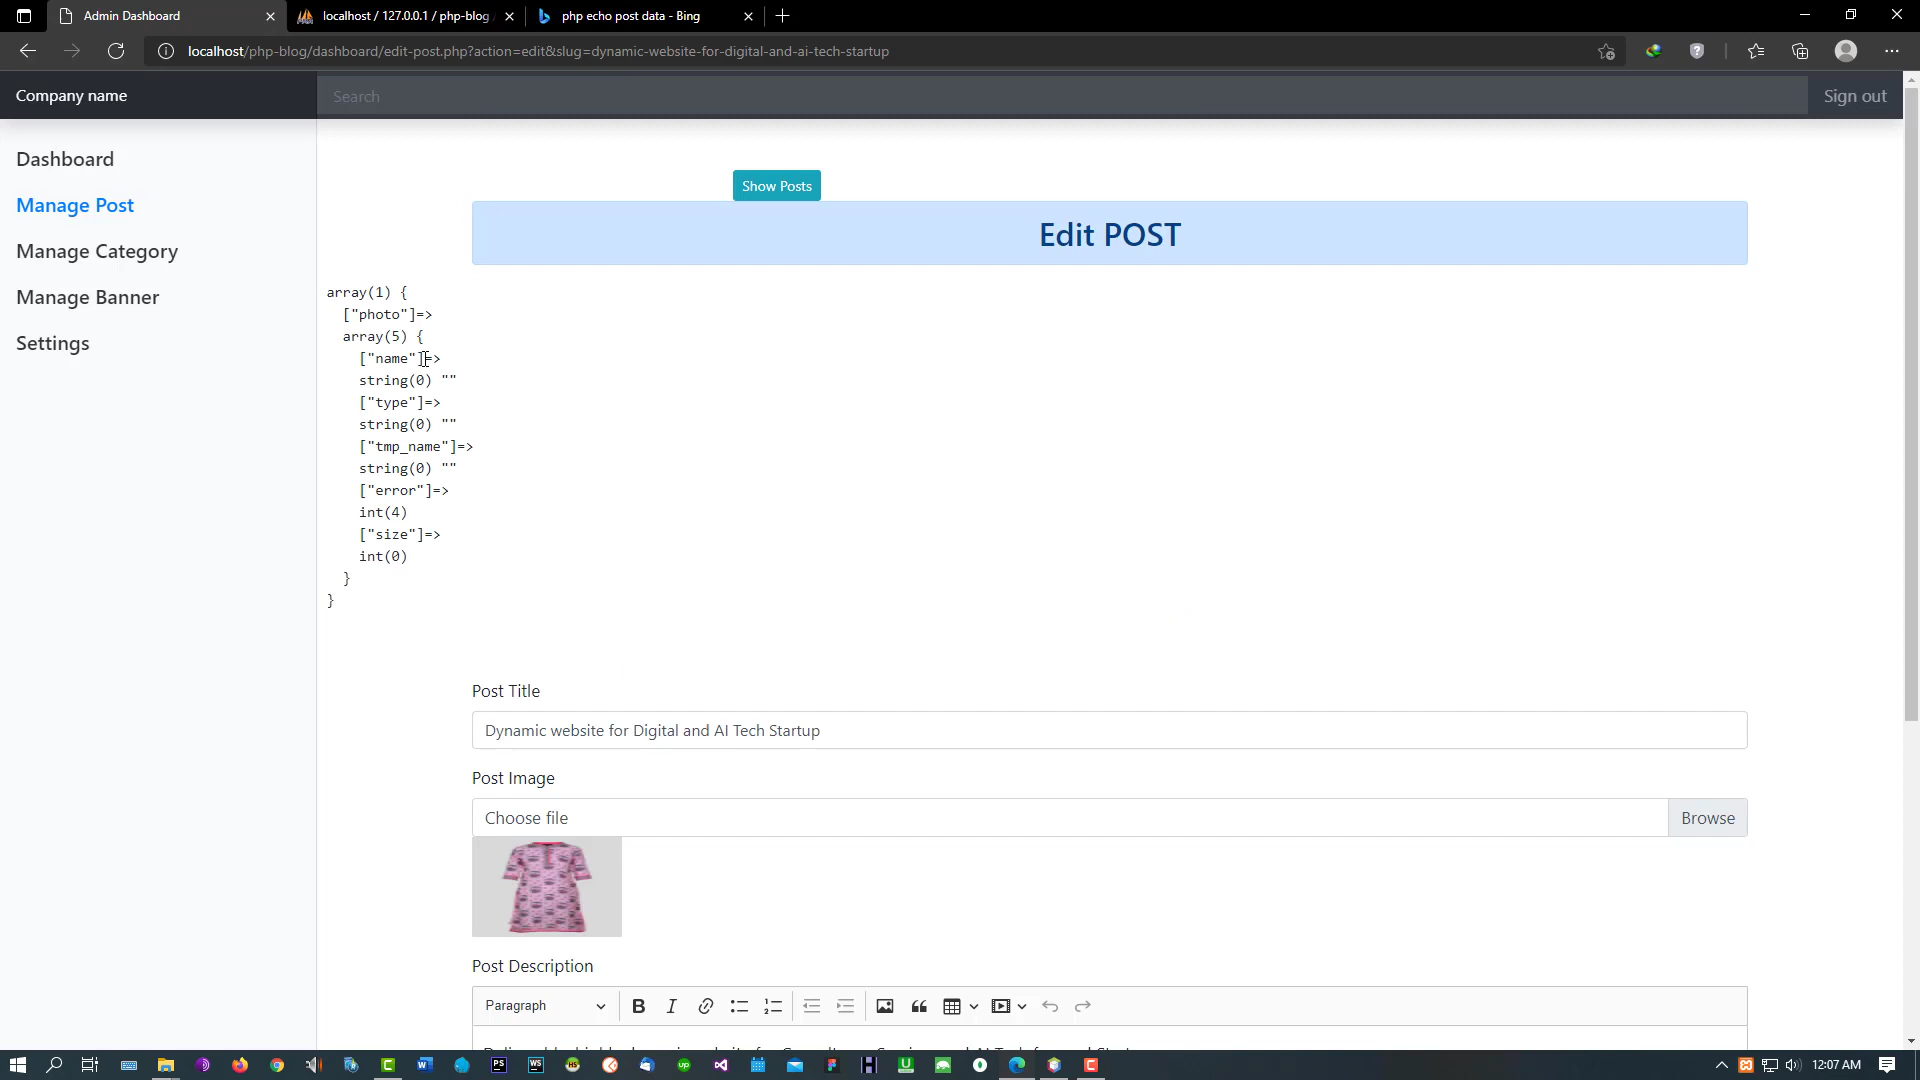 Admin Dashboard
localhost / 127.0.0.1 / php-blog
php echo post data - Bing
localhost/php-blog/dashboard/edit-post.php?action=edit&slug=dynamic-website-for-digital-and-ai-tech-startup
Company name
Search
Sign out
Dashboard
Manage Post
Manage Category
Manage Banner
Settings
Show Posts
Edit POST
array(1) {
["photo"]=>
array(5) {
["name"]=>
string(0) ""
["type"]=>
string(0) ""
["tmp_name"]=>
string(0) ""
["error"]=>
int(4)
["size"]=>
int(0)
}
}
Post Title
Dynamic website for Digital and AI Tech Startup
Post Image
Choose file
Browse
Post Description
Paragraph
12:07 AM